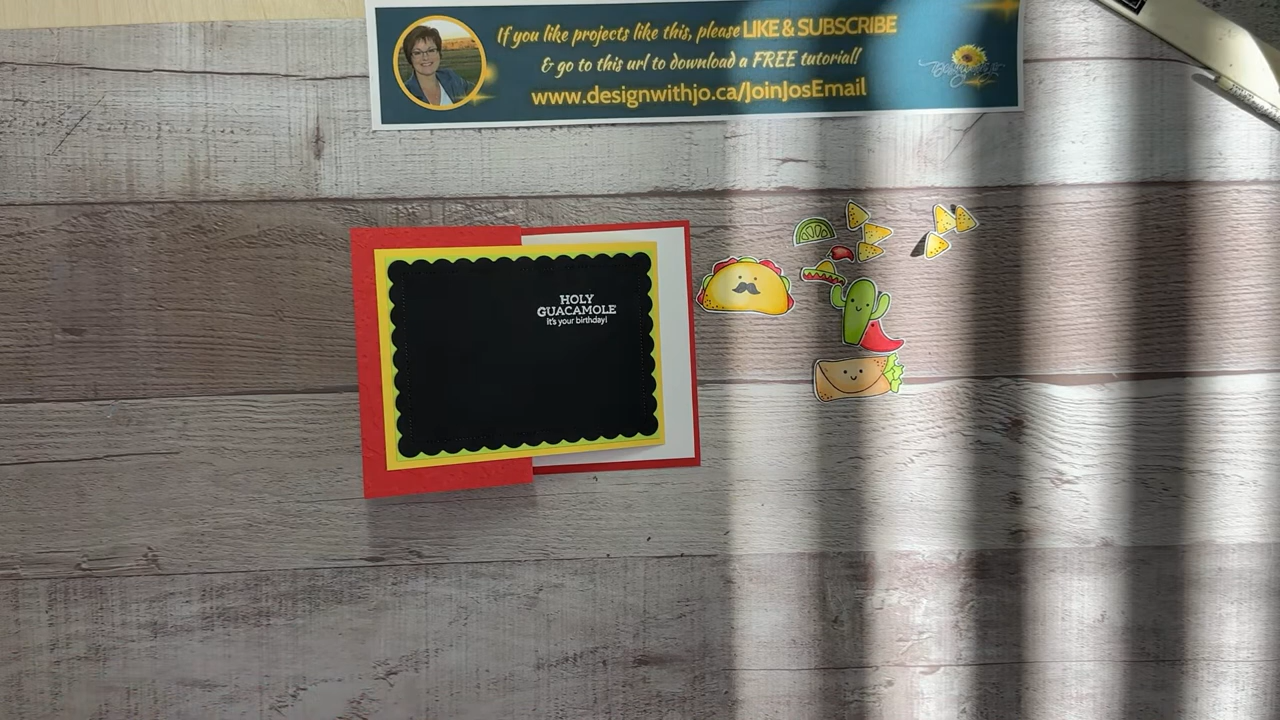 If you like projects like this, please LIKE & SUBSCRIBE
& go to this url to download a FREE tutorial!
www.designwithjo.ca/JoinJosEmail
HOLY
GUACAMOLE
it's your birthday!